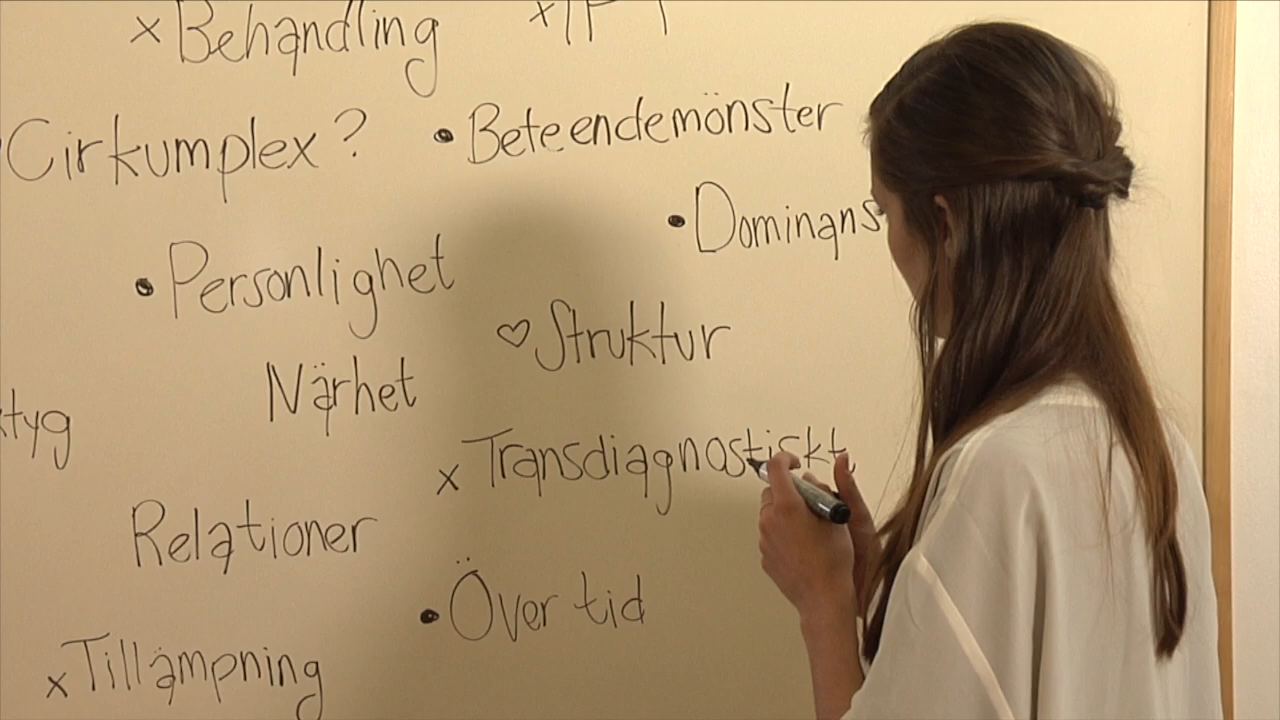 x Behandling
Cirkumplex?
• Beteendemönster
• Dominans
• Personlighet
♡ Struktur
Närhet
x Transdiagnostiskt
Relationer
• Över tid
x Tillämpning